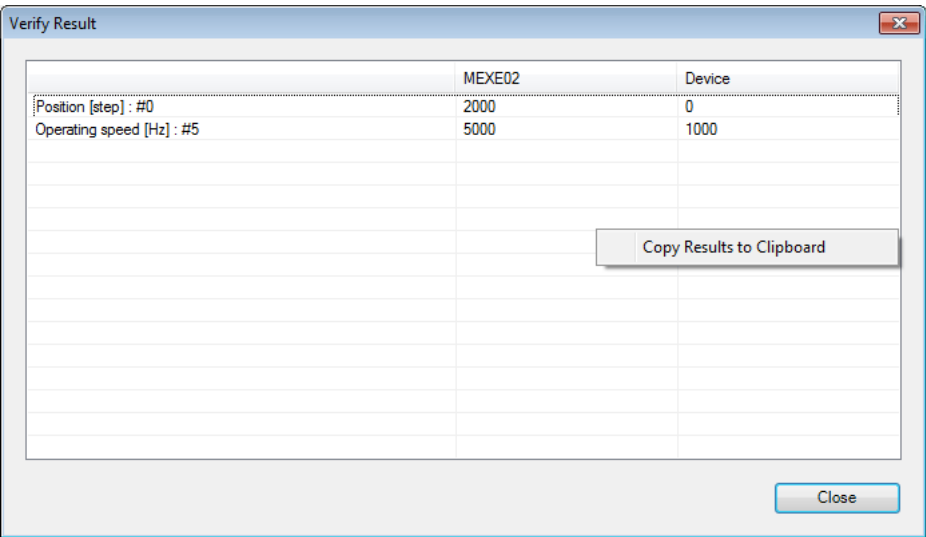 Verify Result
MEXE02 Device
Position [step] : #0 2000 0
Operating speed [Hz] : #5 5000 1000
Copy Results to Clipboard
Close